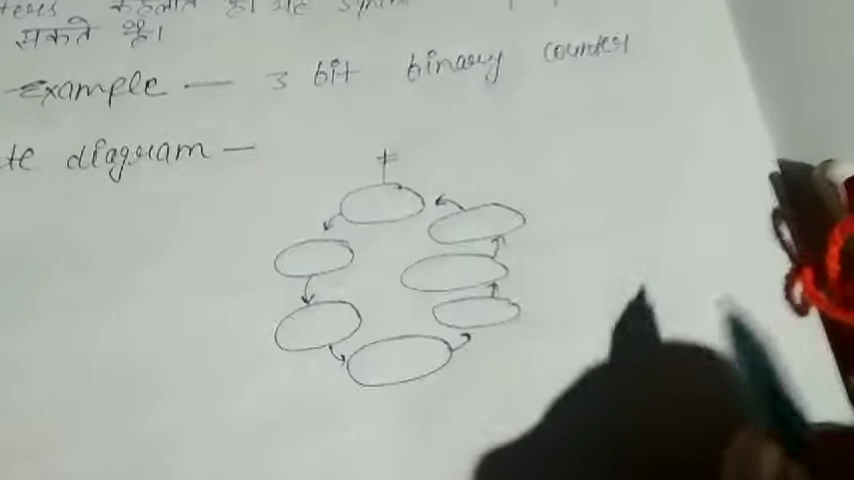 सकते है।
Example — 3 bit binary counter
te diagram —